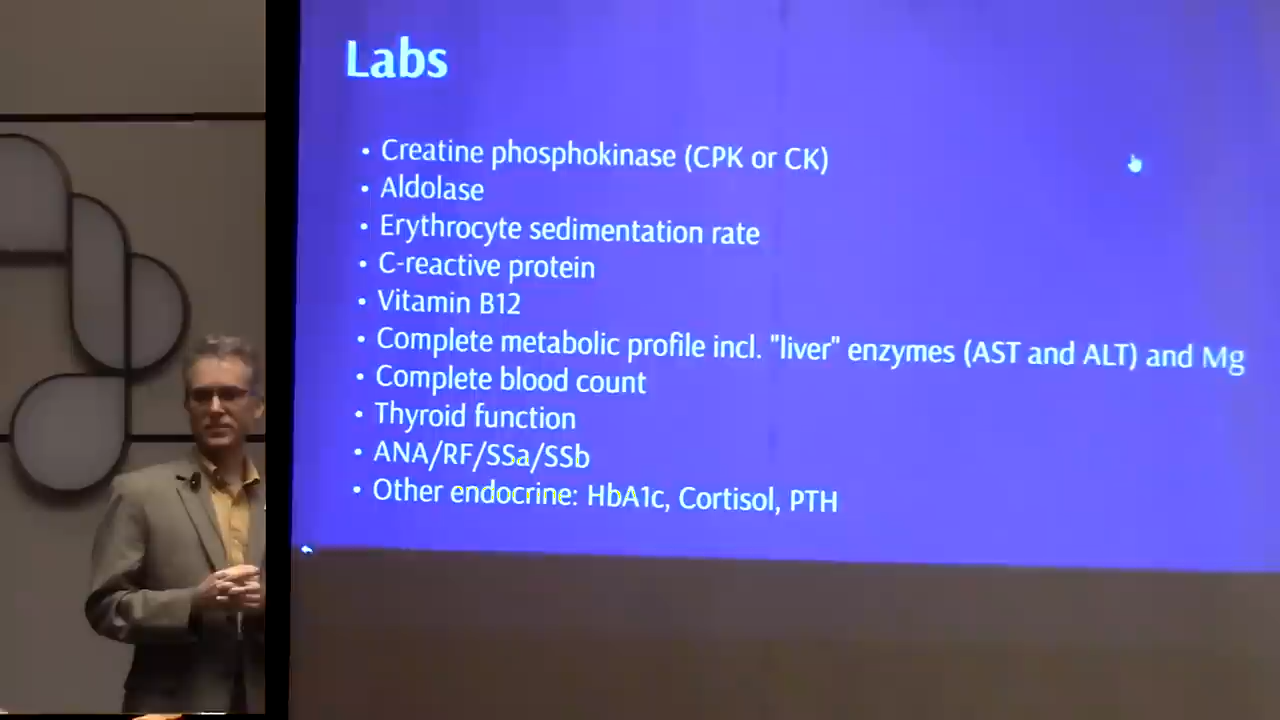 Labs
• Creatine phosphokinase (CPK or CK)
• Aldolase
• Erythrocyte sedimentation rate
• C-reactive protein
• Vitamin B12
• Complete metabolic profile incl. "liver" enzymes (AST and ALT) and Mg
• Complete blood count
• Thyroid function
• ANA/RF/SSa/SSb
• Other endocrine: HbA1c, Cortisol, PTH